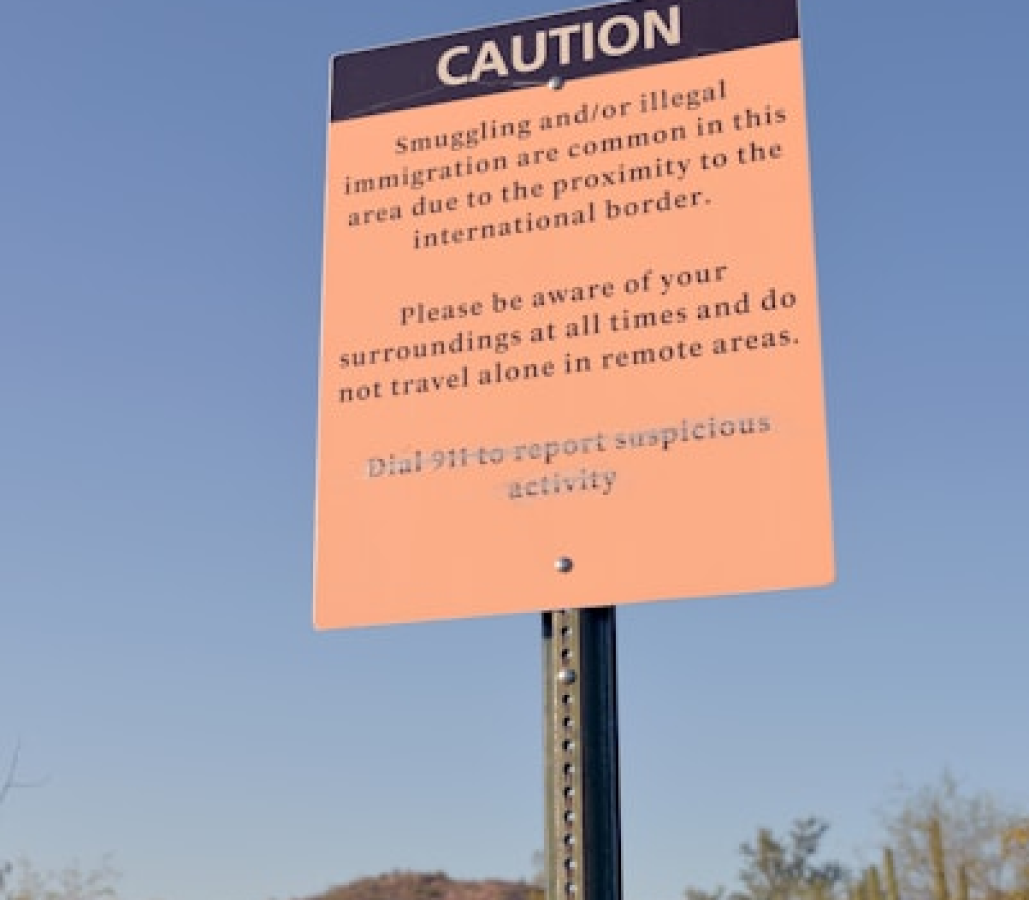 CAUTION
Smuggling and/or illegal
immigration are common in this
area due to the proximity to the
international border.
Please be aware of your
surroundings at all times and do
not travel alone in remote areas.
Dial 911 to report suspicious
activity